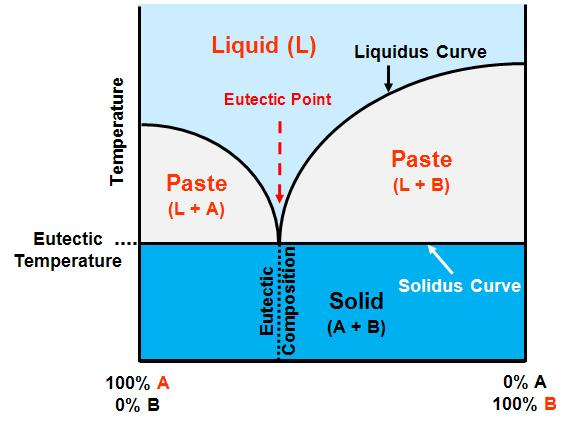 Liquid (L)
Liquidus Curve
Eutectic Point
Temperature
Paste
(L + A)
Paste
(L + B)
Eutectic ....
Temperature
Eutectic
Composition
Solid
(A + B)
Solidus Curve
100% A
0% B
0% A
100% B